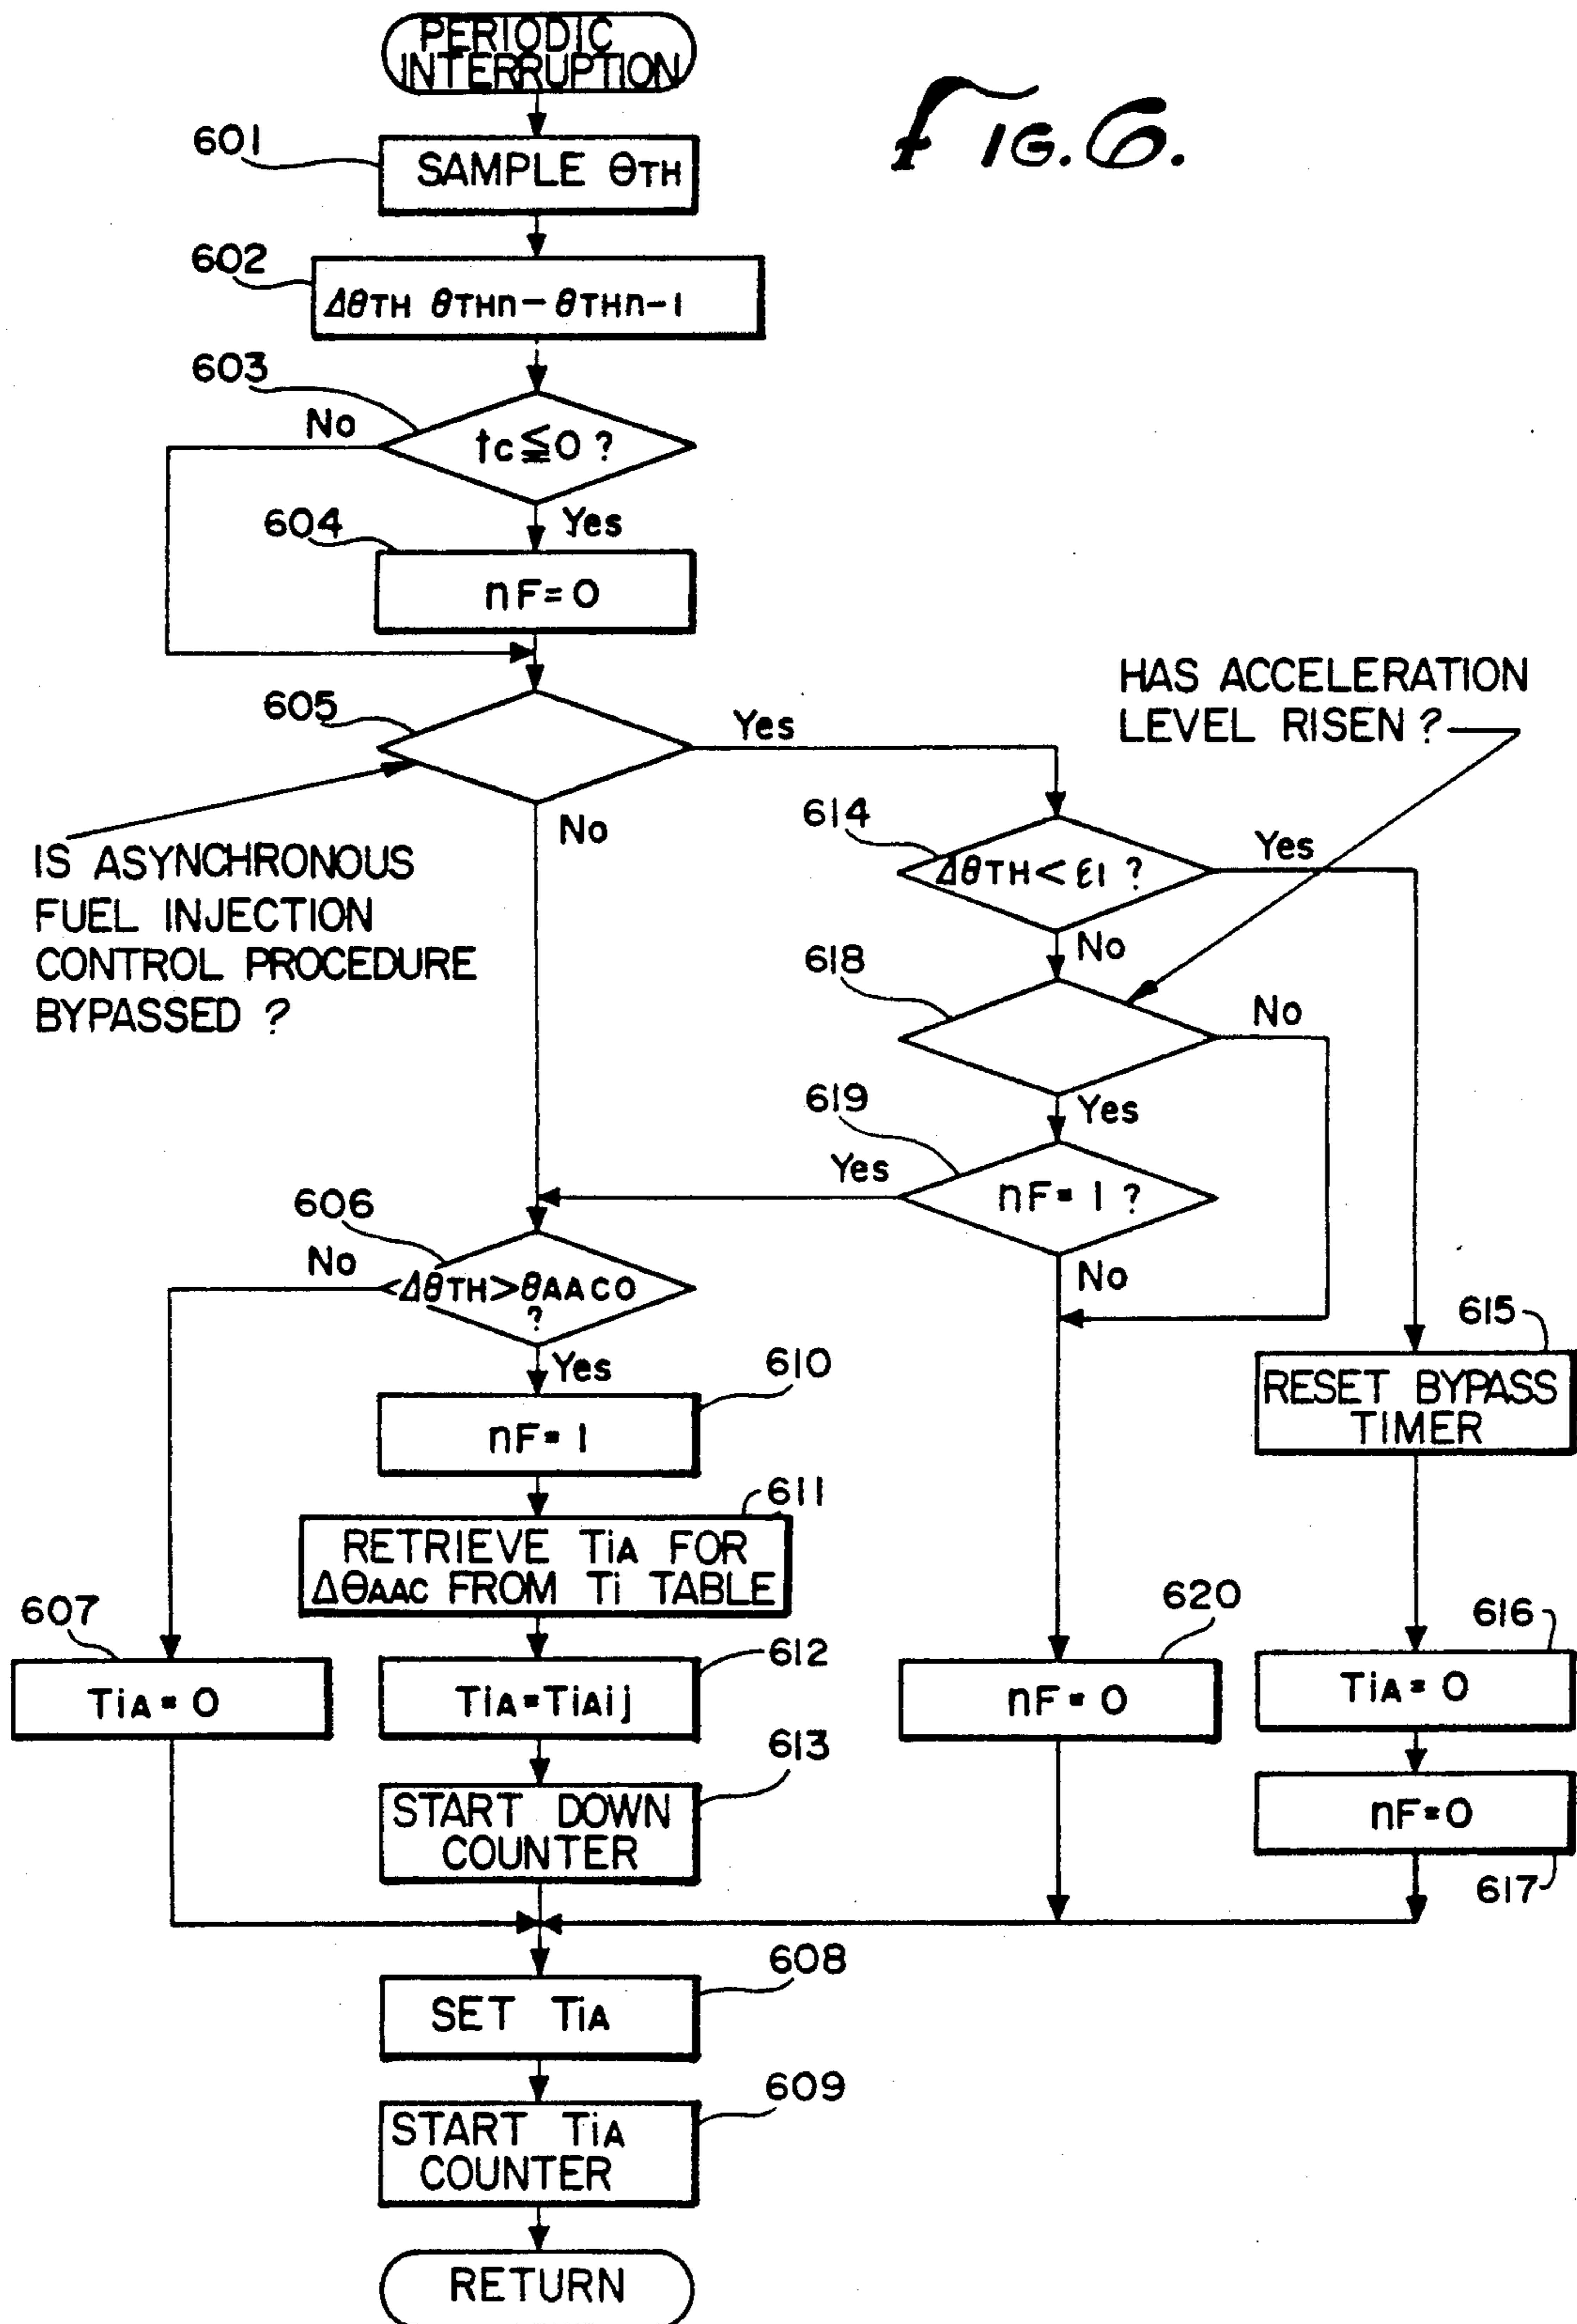 PERIODIC
INTERRUPTION
FIG. 6.
601
SAMPLE θTH
602
ΔθTH θTHn-θTHn-1
603
No
tc≦0 ?
Yes
604
nF=0
605
Yes
No
HAS ACCELERATION
LEVEL RISEN ?
IS ASYNCHRONOUS
FUEL INJECTION
CONTROL PROCEDURE
BYPASSED ?
614
ΔθTH<ε1 ?
Yes
No
618
No
Yes
619
Yes
nF=1 ?
No
606
No
<ΔθTH>θAACO
?
Yes
610
nF=1
615
RESET BYPASS
TIMER
611
RETRIEVE TiA FOR
ΔθAAC FROM Ti TABLE
607
TiA=0
612
TiA=TiAij
620
nF=0
616
TiA=0
613
START DOWN
COUNTER
nF=0
617
608
SET TiA
609
START TiA
COUNTER
RETURN